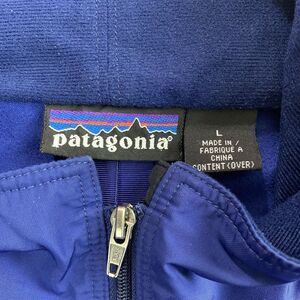 patagonia®
L
MADE IN /
FABRIQUE A
CHINA
CONTENT (OVER)